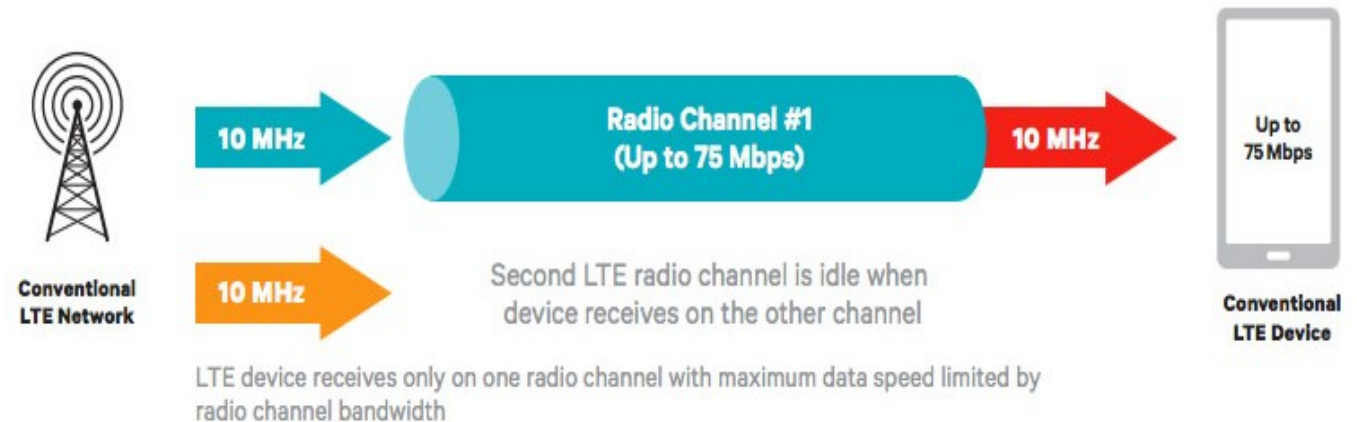 10 MHz
Radio Channel #1
(Up to 75 Mbps)
10 MHz
Up to
75 Mbps
Conventional
LTE Network
10 MHz
Second LTE radio channel is idle when
device receives on the other channel
Conventional
LTE Device
LTE device receives only on one radio channel with maximum data speed limited by
radio channel bandwidth